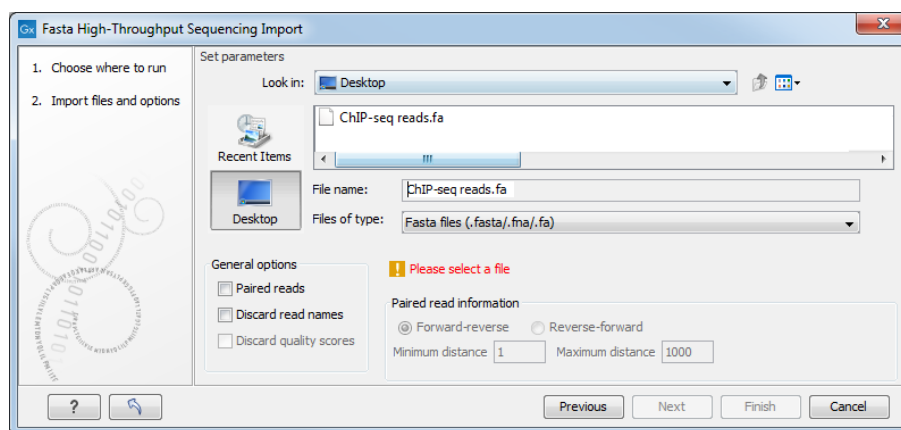 Gx Fasta High-Throughput Sequencing Import
1. Choose where to run
2. Import files and options
Set parameters
Look in: Desktop
ChIP-seq reads.fa
Recent Items
Desktop
File name: ChIP-seq reads.fa
Files of type: Fasta files (.fasta/.fna/.fa)
General options
Paired reads
Discard read names
Discard quality scores
! Please select a file
Paired read information
Forward-reverse Reverse-forward
Minimum distance 1 Maximum distance 1000
? Previous Next Finish Cancel